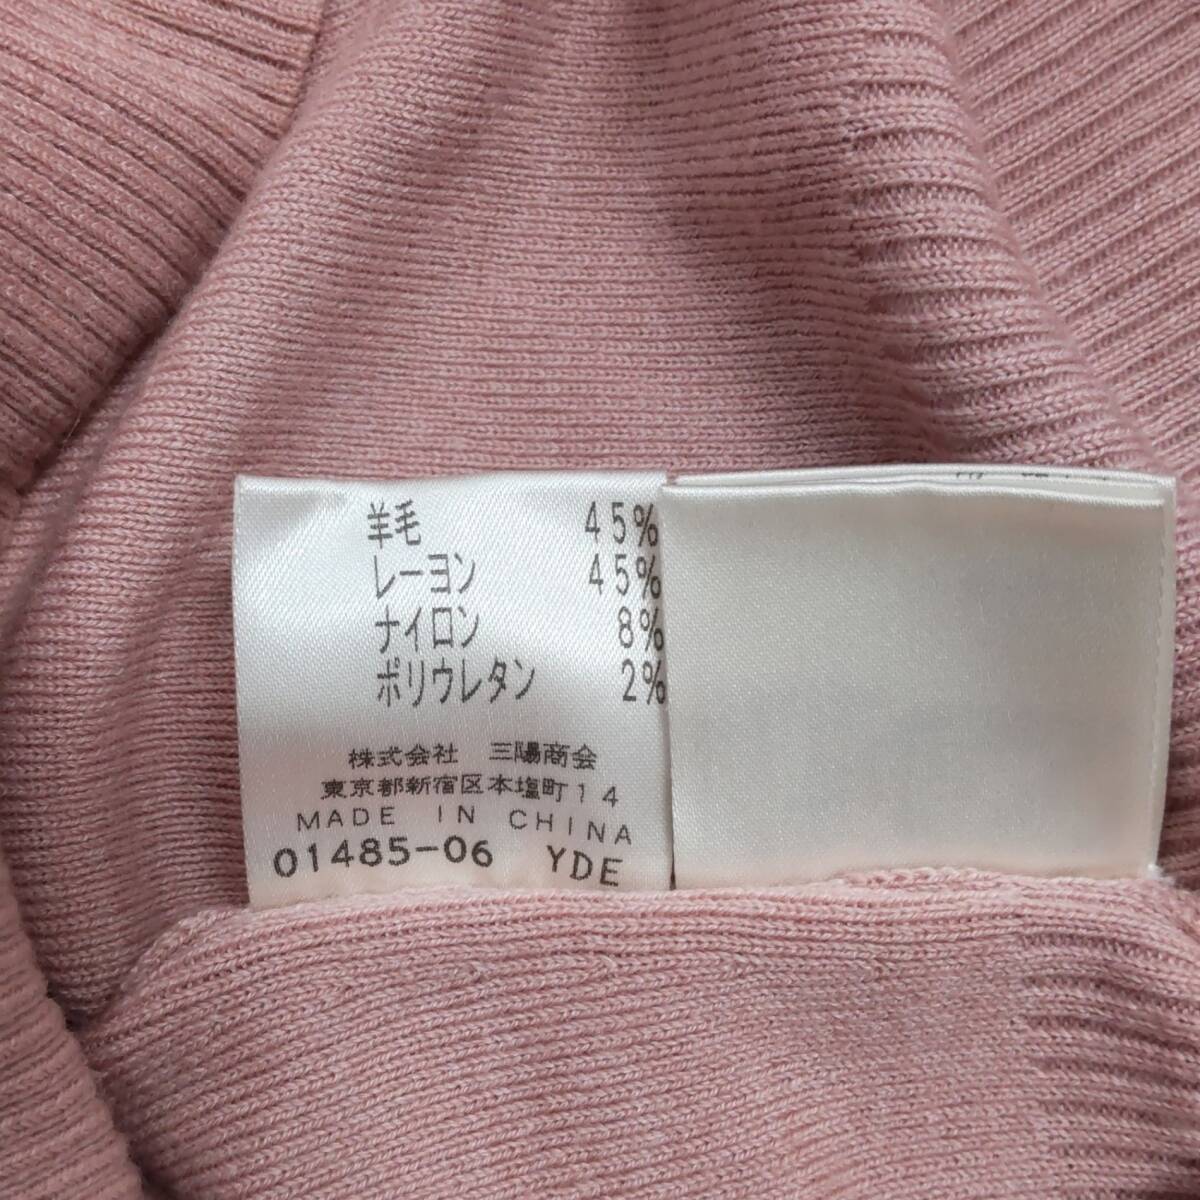 羊毛 45%
レーヨン 45%
ナイロン 8%
ポリウレタン 2%
株式会社 三陽商会
東京都新宿区本塩町14
MADE IN CHINA
01485-06 YDE